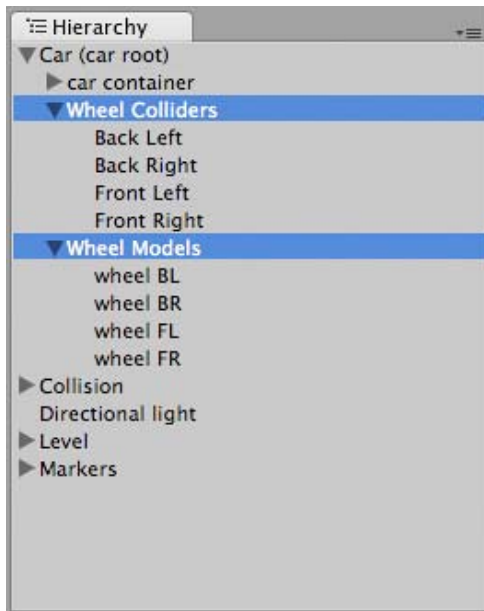 Hierarchy
Car (car root)
car container
Wheel Colliders
Back Left
Back Right
Front Left
Front Right
Wheel Models
wheel BL
wheel BR
wheel FL
wheel FR
Collision
Directional light
Level
Markers